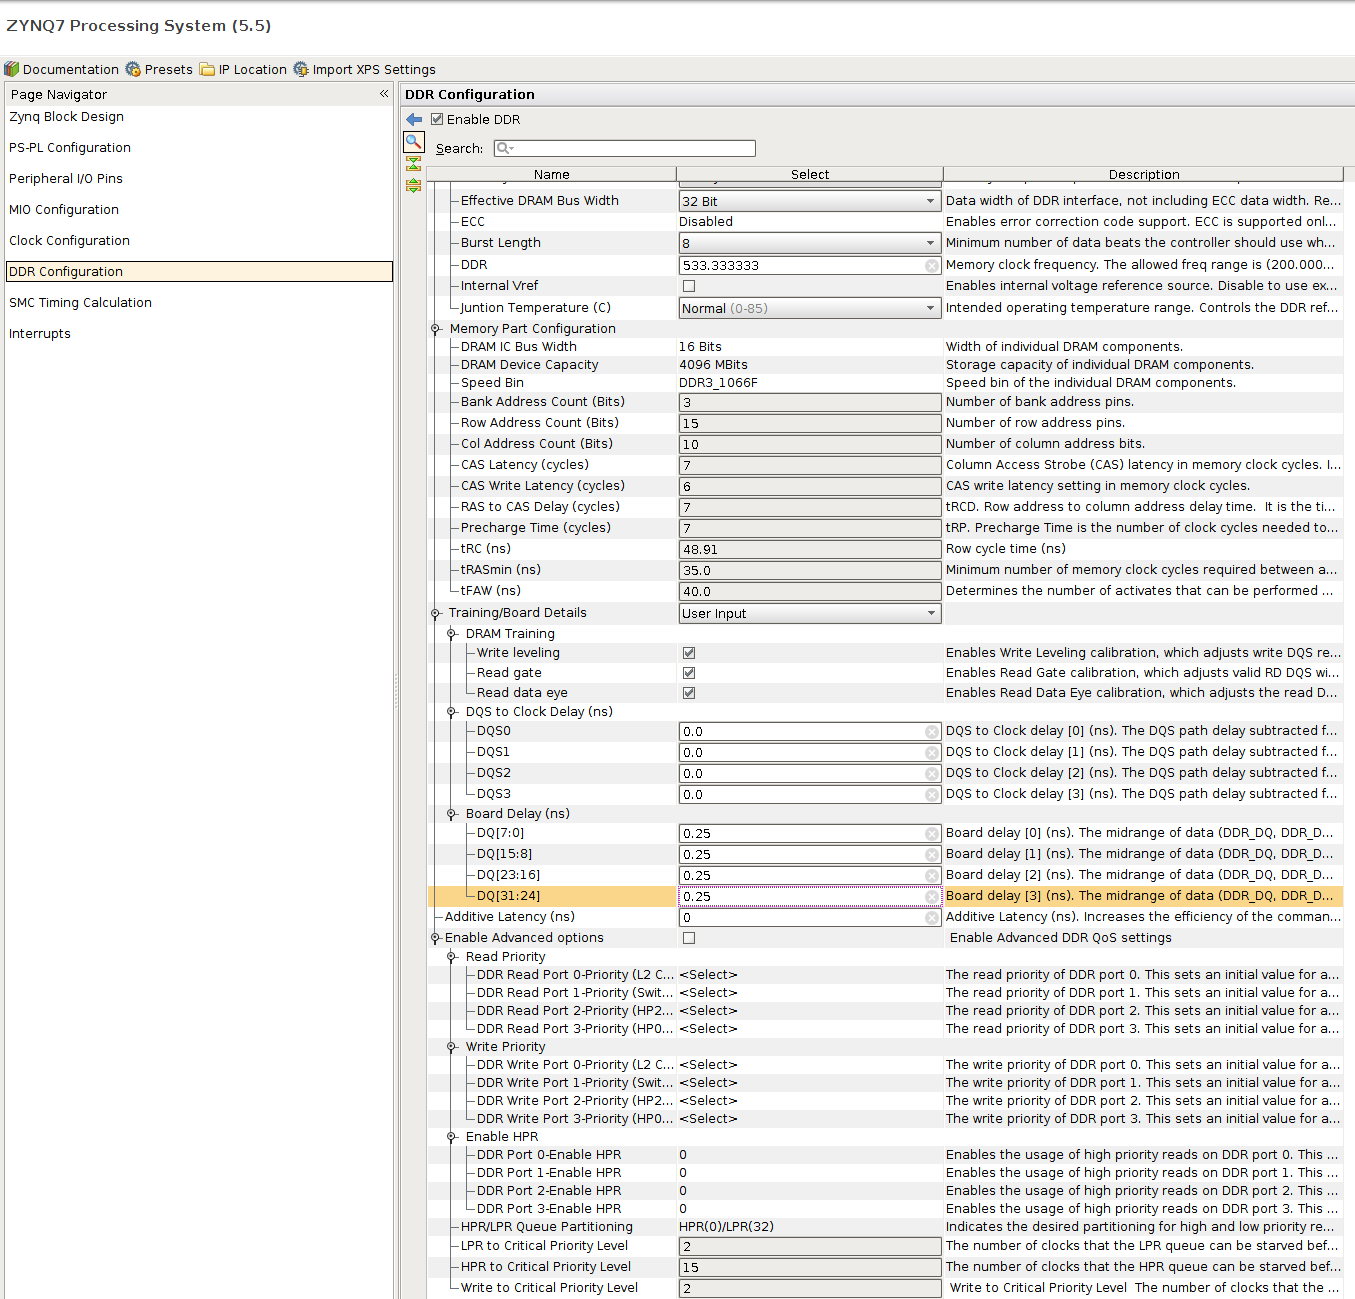 ZYNQ7 Processing System (5.5)
Documentation Presets IP Location Import XPS Settings
Page Navigator «
Zynq Block Design
PS-PL Configuration
Peripheral I/O Pins
MIO Configuration
Clock Configuration
DDR Configuration
SMC Timing Calculation
Interrupts
DDR Configuration
Enable DDR
Search:
Name Select Description
Effective DRAM Bus Width 32 Bit Data width of DDR interface, not including ECC data width. Re...
ECC Disabled Enables error correction code support. ECC is supported onl...
Burst Length 8 Minimum number of data beats the controller should use wh...
DDR 533.333333 Memory clock frequency. The allowed freq range is (200.000...
Internal Vref Enables internal voltage reference source. Disable to use ex...
Juntion Temperature (C) Normal (0-85) Intended operating temperature range. Controls the DDR ref...
Memory Part Configuration
DRAM IC Bus Width 16 Bits Width of individual DRAM components.
DRAM Device Capacity 4096 MBits Storage capacity of individual DRAM components.
Speed Bin DDR3_1066F Speed bin of the individual DRAM components.
Bank Address Count (Bits) 3 Number of bank address pins.
Row Address Count (Bits) 15 Number of row address pins.
Col Address Count (Bits) 10 Number of column address bits.
CAS Latency (cycles) 7 Column Access Strobe (CAS) latency in memory clock cycles. I...
CAS Write Latency (cycles) 6 CAS write latency setting in memory clock cycles.
RAS to CAS Delay (cycles) 7 tRCD. Row address to column address delay time. It is the ti...
Precharge Time (cycles) 7 tRP. Precharge Time is the number of clock cycles needed to...
tRC (ns) 48.91 Row cycle time (ns)
tRASmin (ns) 35.0 Minimum number of memory clock cycles required between a...
tFAW (ns) 40.0 Determines the number of activates that can be performed ...
Training/Board Details User Input
DRAM Training
Write leveling Enables Write Leveling calibration, which adjusts write DQS re...
Read gate Enables Read Gate calibration, which adjusts valid RD DQS wi...
Read data eye Enables Read Data Eye calibration, which adjusts the read D...
DQS to Clock Delay (ns)
DQS0 0.0 DQS to Clock delay [0] (ns). The DQS path delay subtracted f...
DQS1 0.0 DQS to Clock delay [1] (ns). The DQS path delay subtracted f...
DQS2 0.0 DQS to Clock delay [2] (ns). The DQS path delay subtracted f...
DQS3 0.0 DQS to Clock delay [3] (ns). The DQS path delay subtracted f...
Board Delay (ns)
DQ[7:0] 0.25 Board delay [0] (ns). The midrange of data (DDR_DQ, DDR_D...
DQ[15:8] 0.25 Board delay [1] (ns). The midrange of data (DDR_DQ, DDR_D...
DQ[23:16] 0.25 Board delay [2] (ns). The midrange of data (DDR_DQ, DDR_D...
DQ[31:24] 0.25 Board delay [3] (ns). The midrange of data (DDR_DQ, DDR_D...
Additive Latency (ns) 0 Additive Latency (ns). Increases the efficiency of the comman...
Enable Advanced options Enable Advanced DDR QoS settings
Read Priority
DDR Read Port 0-Priority (L2 C... <Select> The read priority of DDR port 0. This sets an initial value for a...
DDR Read Port 1-Priority (Swit... <Select> The read priority of DDR port 1. This sets an initial value for a...
DDR Read Port 2-Priority (HP2... <Select> The read priority of DDR port 2. This sets an initial value for a...
DDR Read Port 3-Priority (HP0... <Select> The read priority of DDR port 3. This sets an initial value for a...
Write Priority
DDR Write Port 0-Priority (L2 C... <Select> The write priority of DDR port 0. This sets an initial value for a...
DDR Write Port 1-Priority (Swit... <Select> The write priority of DDR port 1. This sets an initial value for a...
DDR Write Port 2-Priority (HP2... <Select> The write priority of DDR port 2. This sets an initial value for a...
DDR Write Port 3-Priority (HP0... <Select> The write priority of DDR port 3. This sets an initial value for a...
Enable HPR
DDR Port 0-Enable HPR 0 Enables the usage of high priority reads on DDR port 0. This ...
DDR Port 1-Enable HPR 0 Enables the usage of high priority reads on DDR port 1. This ...
DDR Port 2-Enable HPR 0 Enables the usage of high priority reads on DDR port 2. This ...
DDR Port 3-Enable HPR 0 Enables the usage of high priority reads on DDR port 3. This ...
HPR/LPR Queue Partitioning HPR(0)/LPR(32) Indicates the desired partitioning for high and low priority re...
LPR to Critical Priority Level 2 The number of clocks that the LPR queue can be starved bef...
HPR to Critical Priority Level 15 The number of clocks that the HPR queue can be starved bef...
Write to Critical Priority Level 2 Write to Critical Priority Level The number of clocks that the ...